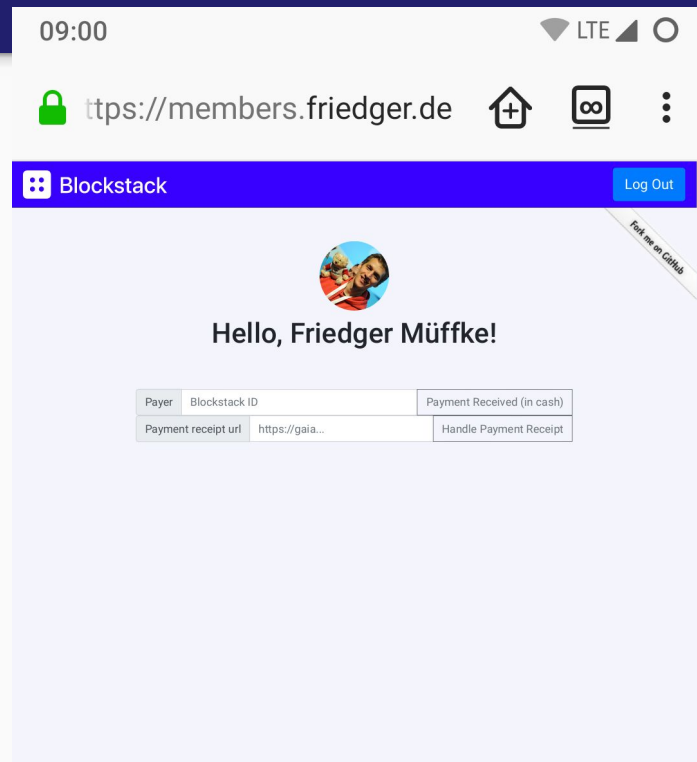 09:00
LTE
ttps://members.friedger.de
Blockstack
Log Out
Fork me on GitHub
Hello, Friedger Müffke!
Payer Blockstack ID Payment Received (in cash)
Payment receipt url https://gaia... Handle Payment Receipt